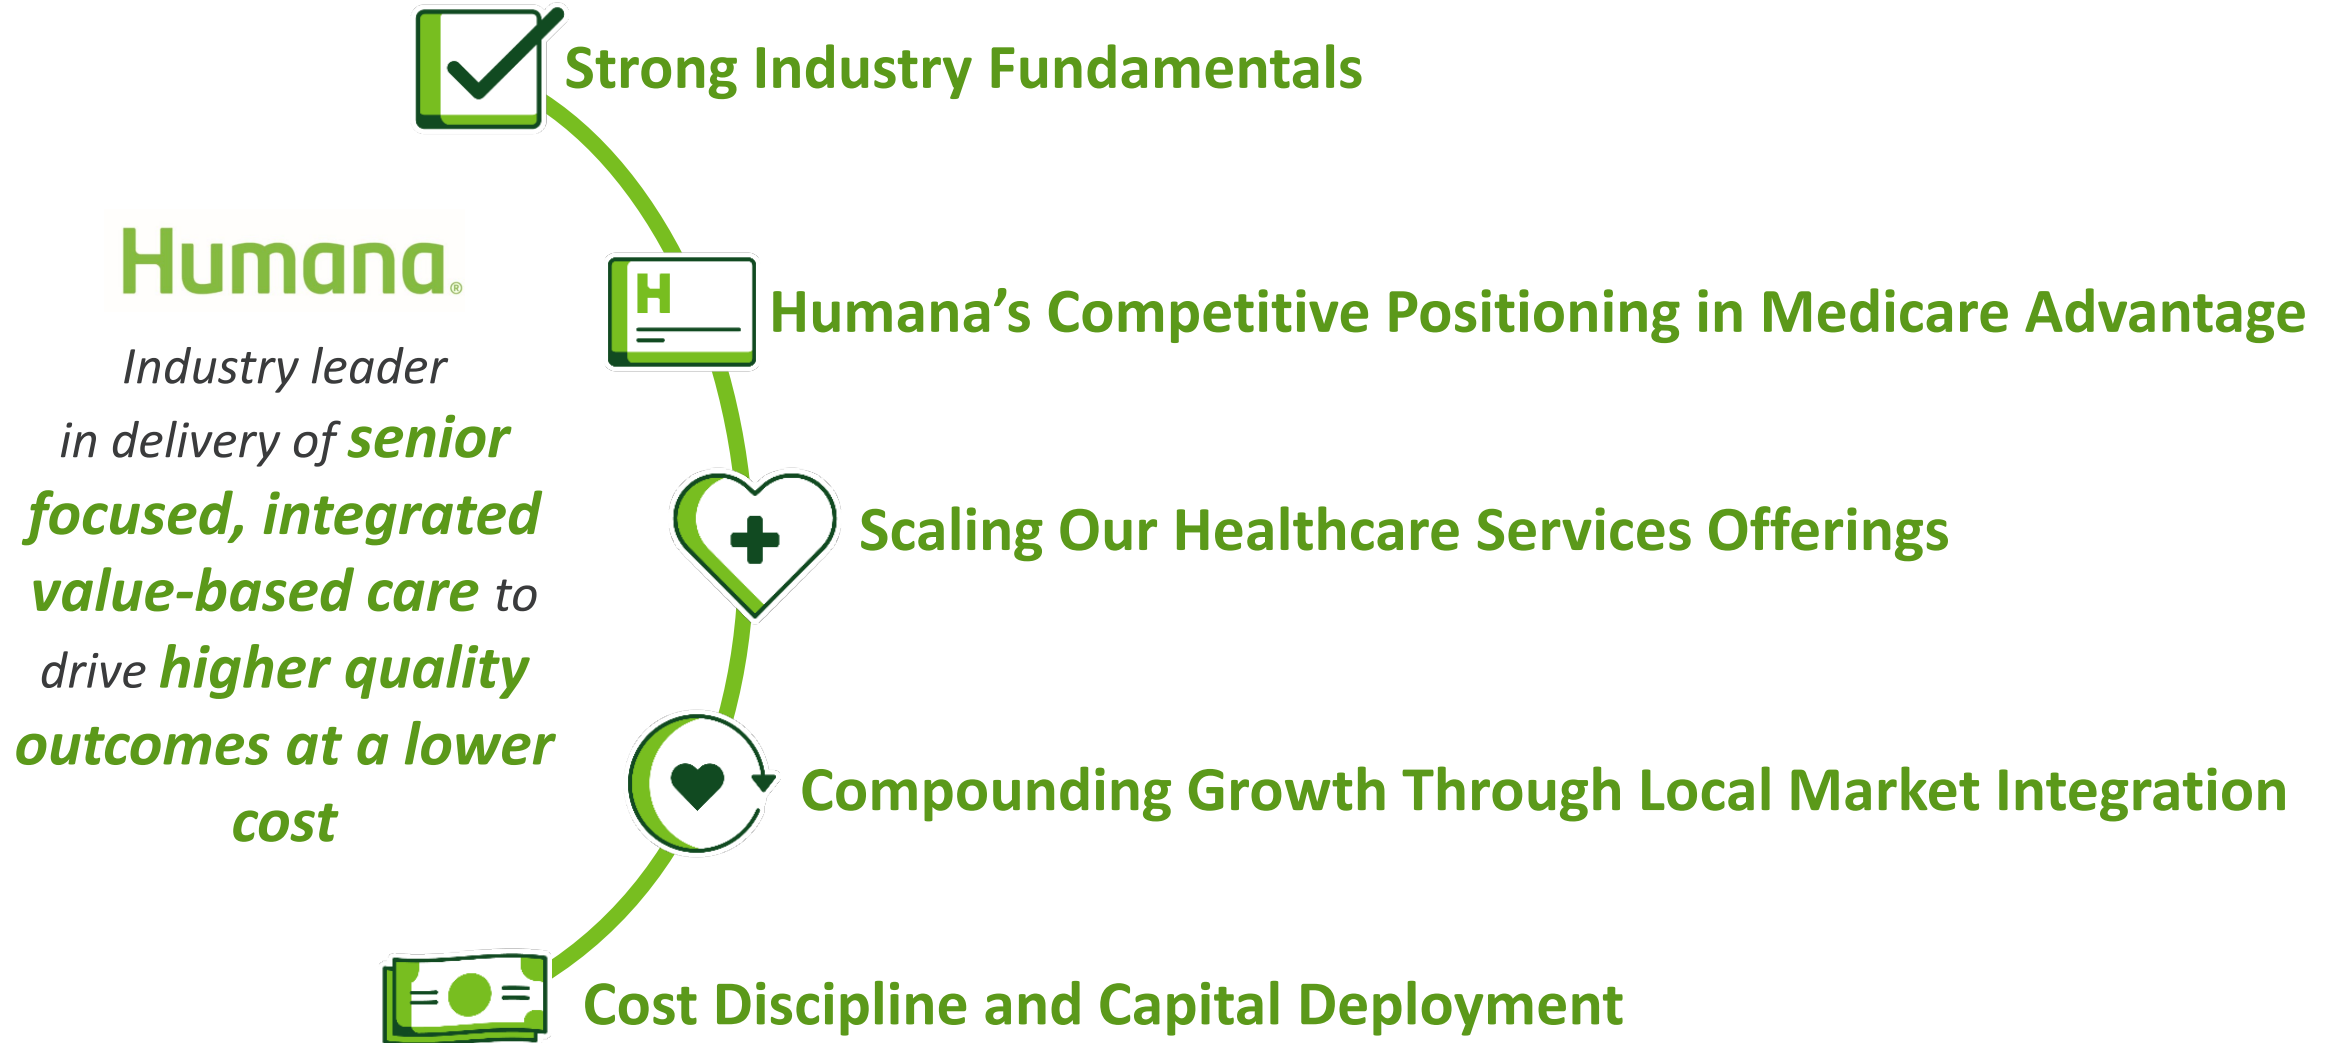 Strong Industry Fundamentals
Humana®
Industry leader
in delivery of senior
focused, integrated
value-based care to
drive higher quality
outcomes at a lower
cost
H
Humana’s Competitive Positioning in Medicare Advantage
Scaling Our Healthcare Services Offerings
Compounding Growth Through Local Market Integration
Cost Discipline and Capital Deployment